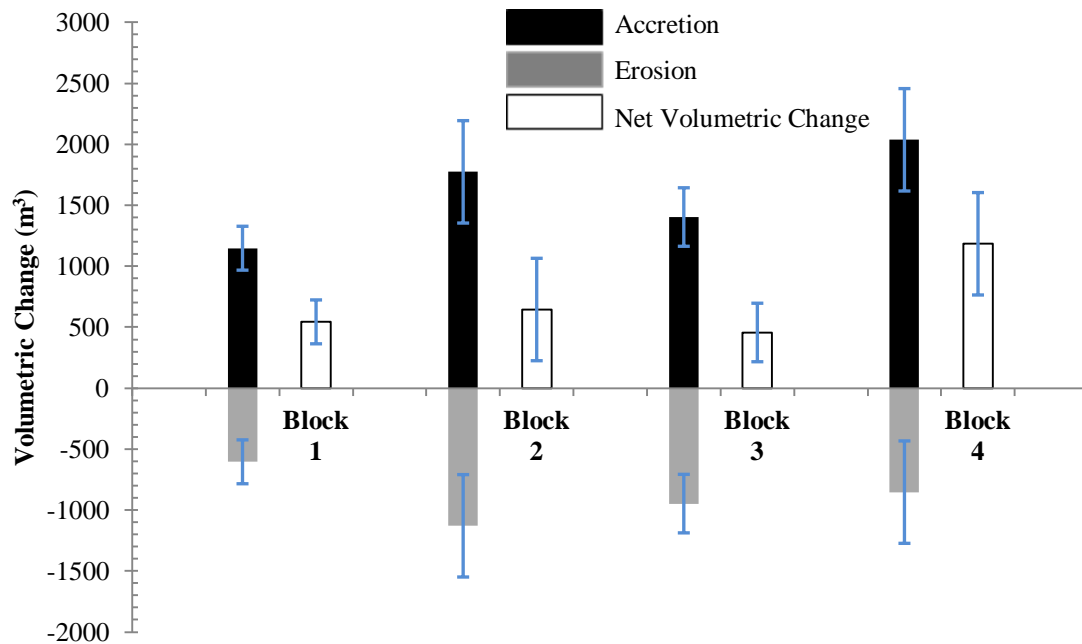 3000
2500
2000
1500
1000
500
0
-500
-1000
-1500
-2000
Volumetric Change (m³)
Accretion
Erosion
Net Volumetric Change
Block
1
Block
2
Block
3
Block
4